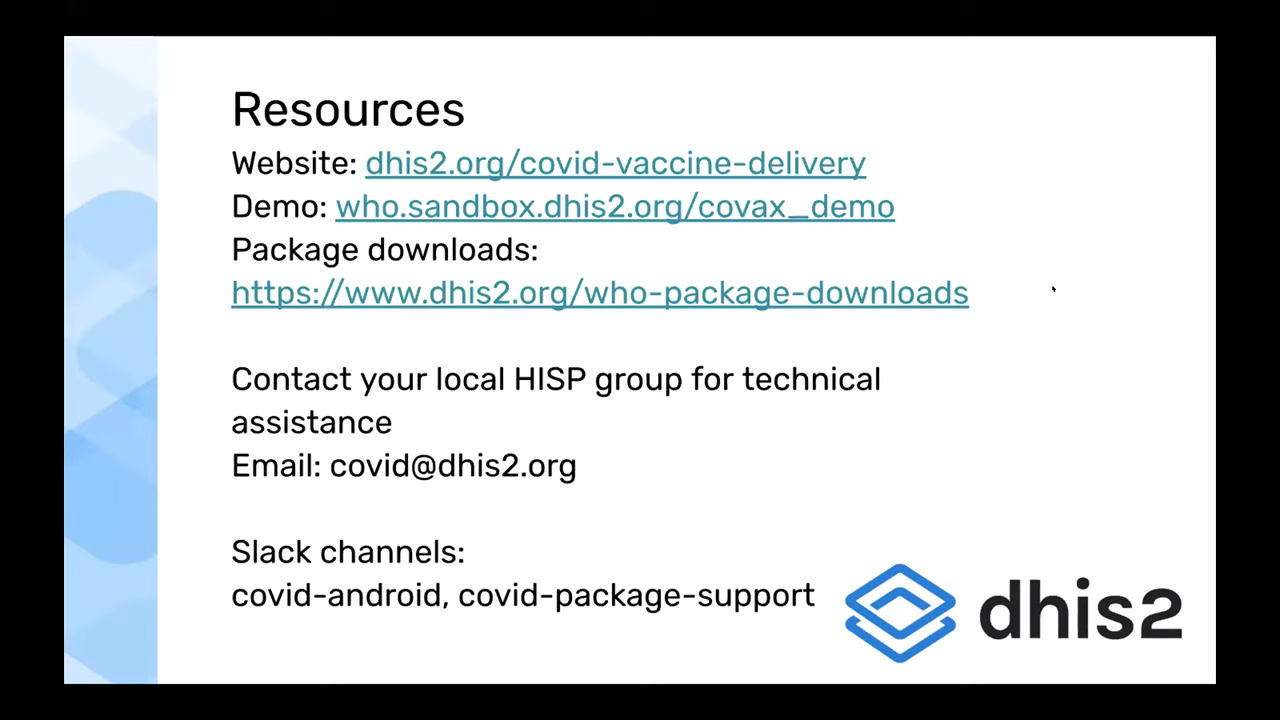 Resources
Website: dhis2.org/covid-vaccine-delivery
Demo: who.sandbox.dhis2.org/covax_demo
Package downloads:
https://www.dhis2.org/who-package-downloads
Contact your local HISP group for technical
assistance
Email: covid@dhis2.org
Slack channels:
covid-android, covid-package-support
dhis2